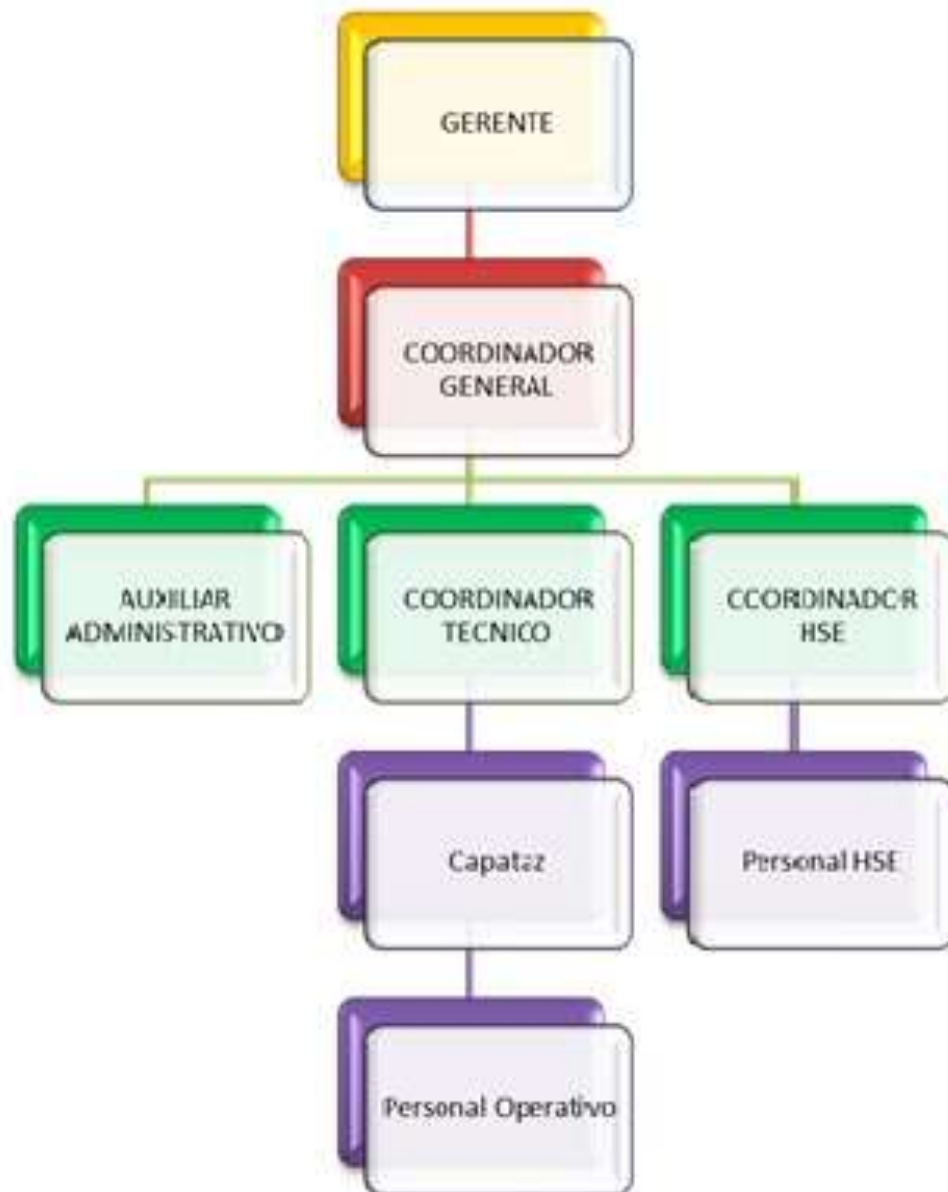 GERENTE
COORDINADOR
GENERAL
AUXILIAR
ADMINISTRATIVO
COORDINADOR
TECNICO
COORDINADOR
HSE
Capataz
Personal HSE
Personal Operativo